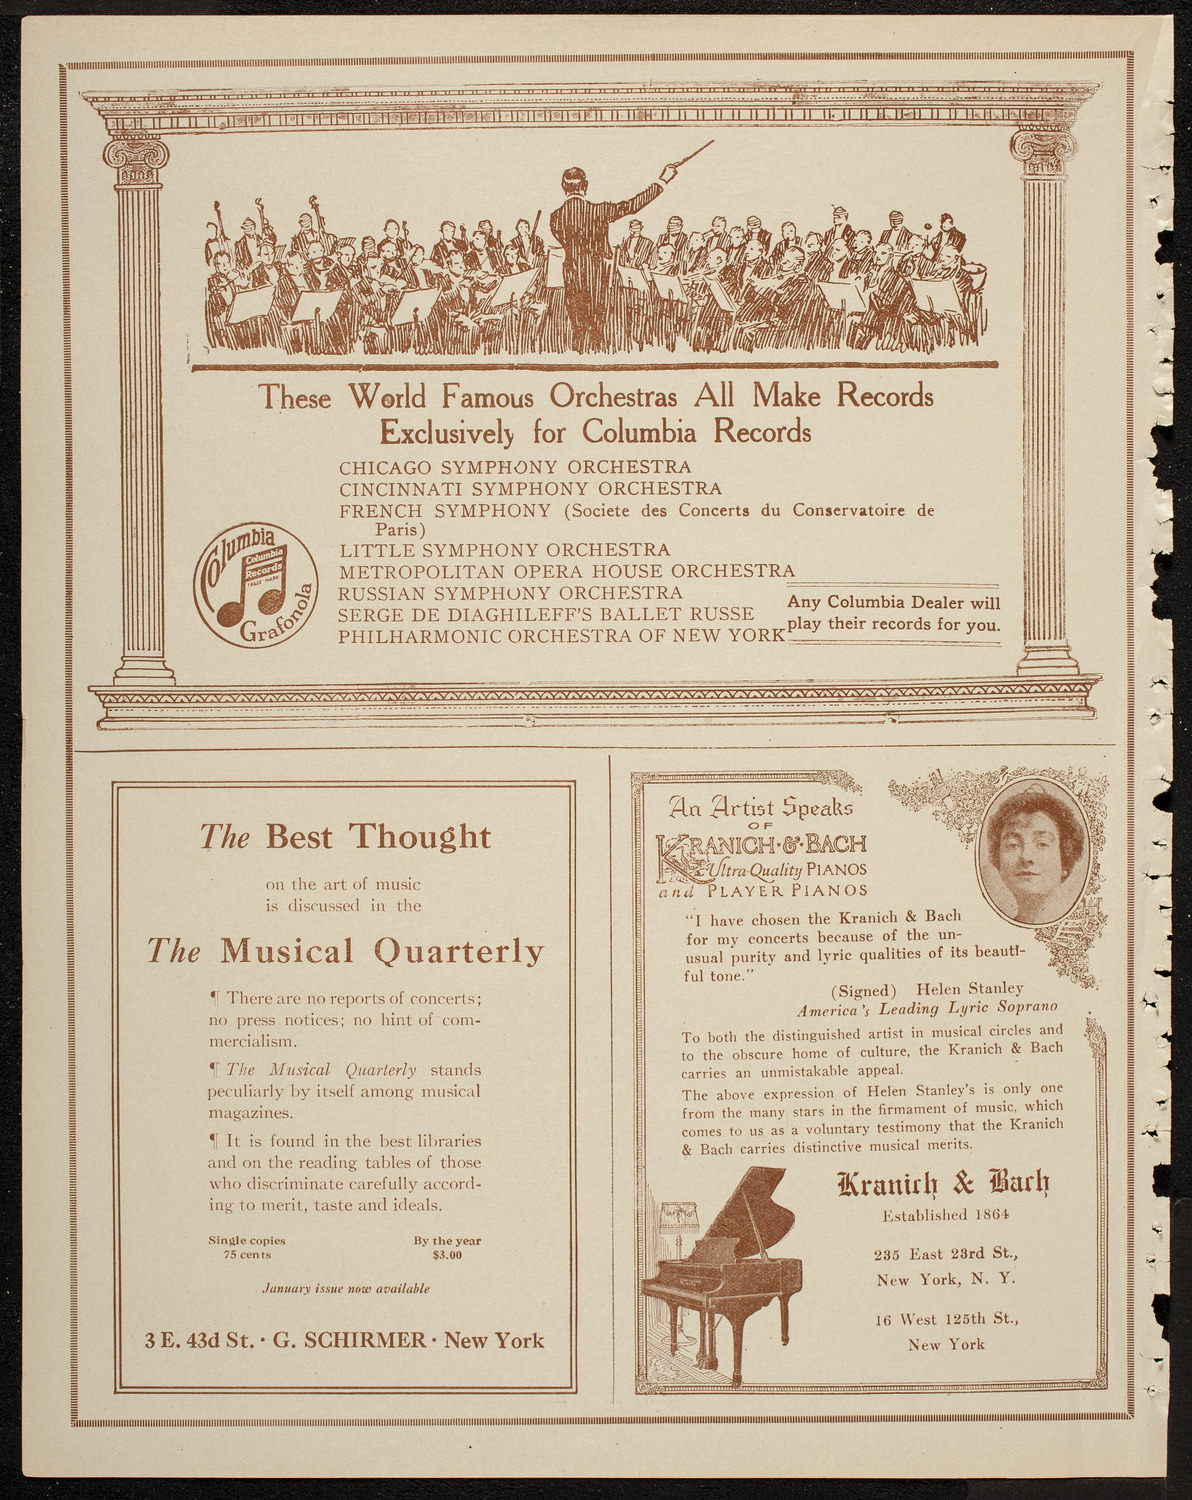 These World Famous Orchestras All Make Records
Exclusively for Columbia Records
CHICAGO SYMPHONY ORCHESTRA
CINCINNATI SYMPHONY ORCHESTRA
FRENCH SYMPHONY (Societe des Concerts du Conservatoire de
Paris)
LITTLE SYMPHONY ORCHESTRA
METROPOLITAN OPERA HOUSE ORCHESTRA
RUSSIAN SYMPHONY ORCHESTRA
SERGE DE DIAGHILEFF'S BALLET RUSSE
PHILHARMONIC ORCHESTRA OF NEW YORK
Columbia
Columbia
Records
TRADE MARK
Grafonola
Any Columbia Dealer will
play their records for you.
The Best Thought
on the art of music
is discussed in the
The Musical Quarterly
¶ There are no reports of concerts;
no press notices; no hint of com-
mercialism.
¶ The Musical Quarterly stands
peculiarly by itself among musical
magazines.
¶ It is found in the best libraries
and on the reading tables of those
who discriminate carefully accord-
ing to merit, taste and ideals.
Single copies By the year
75 cents $3.00
January issue now available
3 E. 43d St. · G. SCHIRMER · New York
An Artist Speaks
OF
KRANICH·&·BACH
Ultra-Quality PIANOS
and PLAYER PIANOS
"I have chosen the Kranich & Bach
for my concerts because of the un-
usual purity and lyric qualities of its beauti-
ful tone."
(Signed) Helen Stanley
America's Leading Lyric Soprano
To both the distinguished artist in musical circles and
to the obscure home of culture, the Kranich & Bach
carries an unmistakable appeal.
The above expression of Helen Stanley's is only one
from the many stars in the firmament of music, which
comes to us as a voluntary testimony that the Kranich
& Bach carries distinctive musical merits.
Kranich & Bach
Established 1864
235 East 23rd St.,
New York, N. Y.
16 West 125th St.,
New York